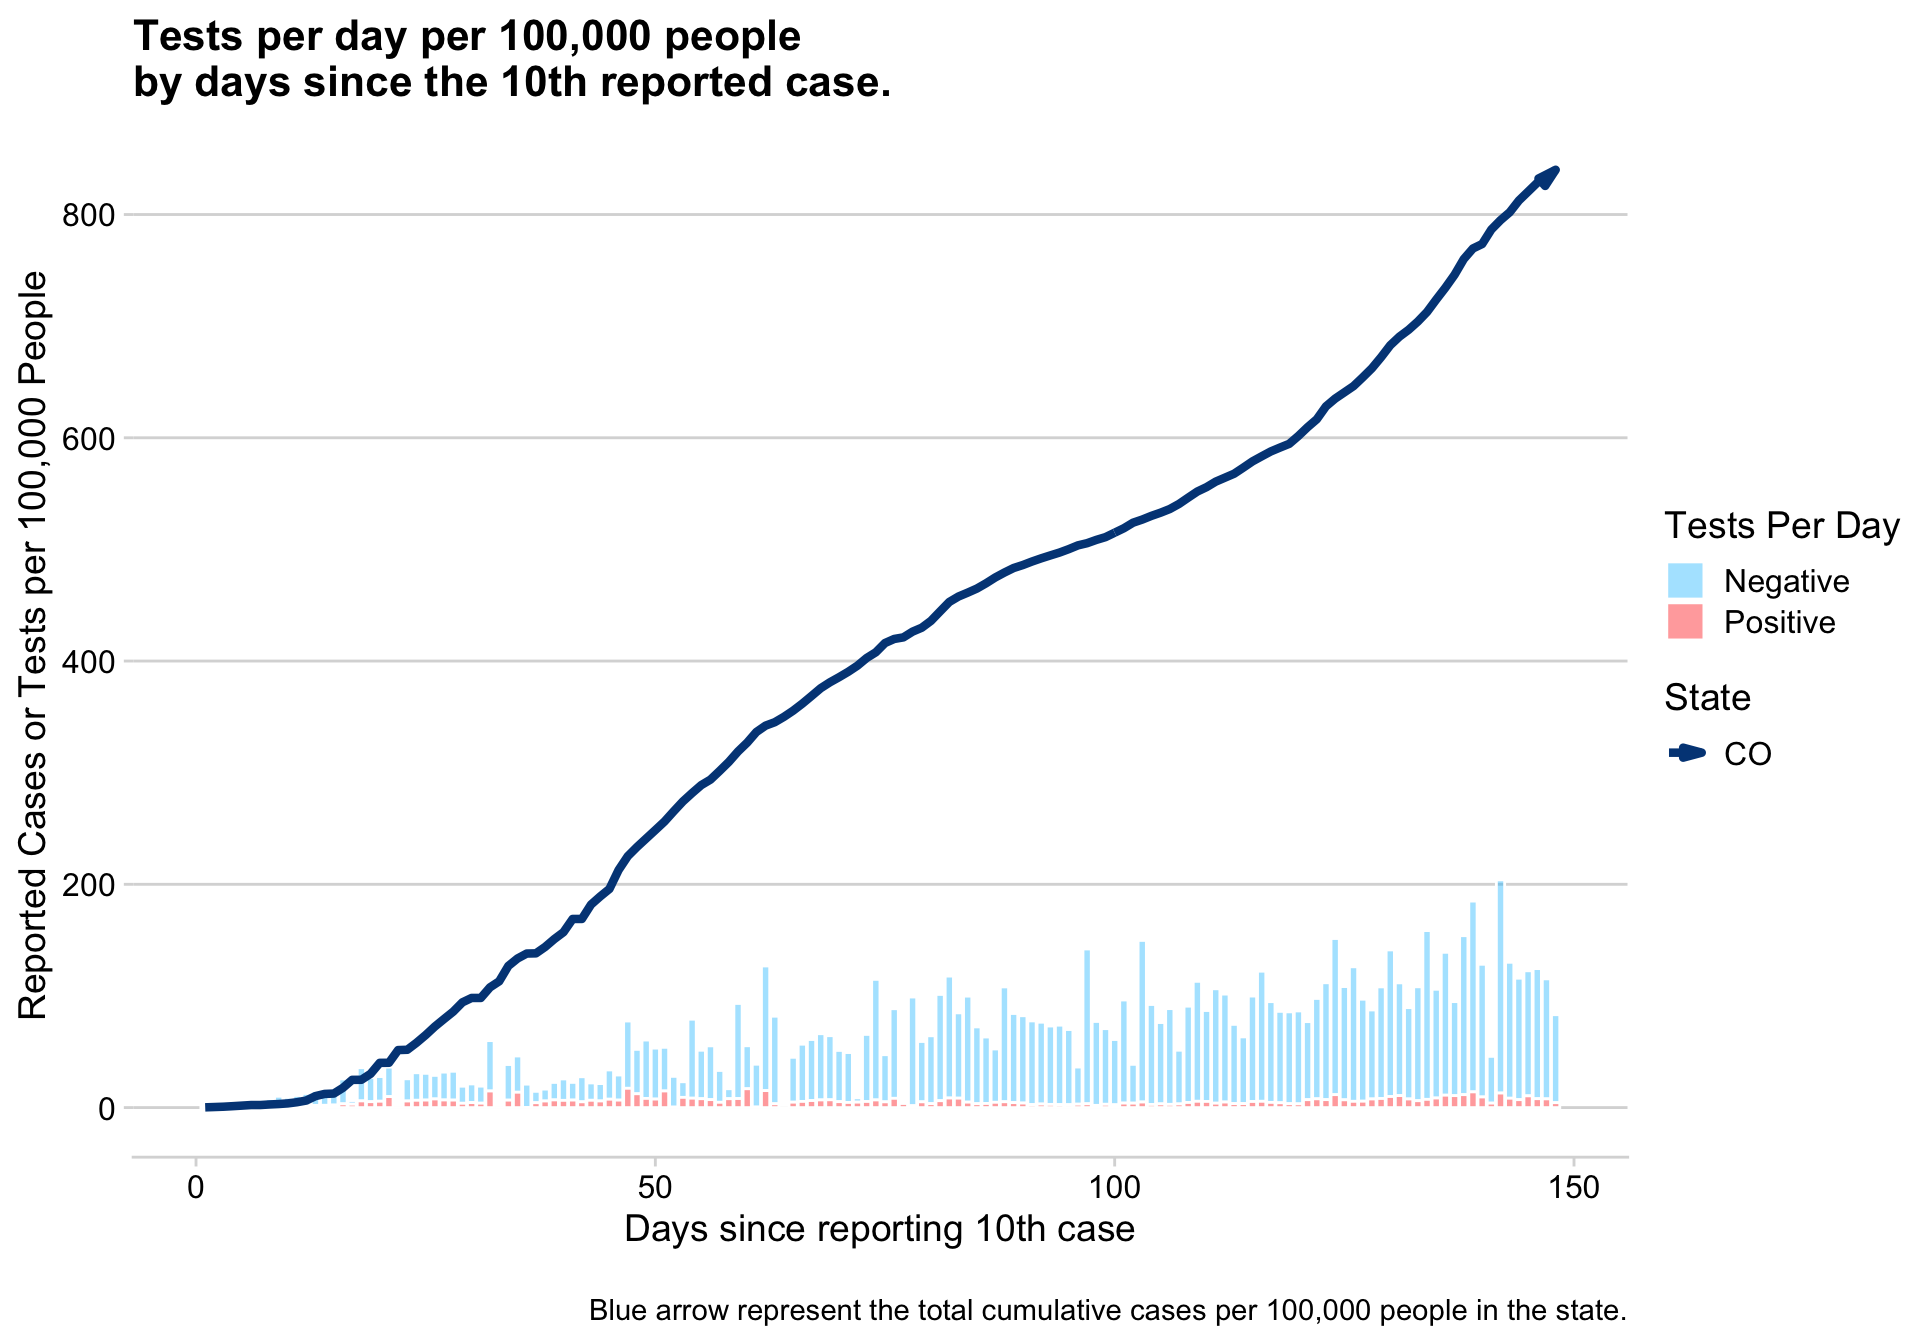 Tests per day per 100,000 people
by days since the 10th reported case.
Reported Cases or Tests per 100,000 People
800
600
400
200
0
0
50
100
150
Days since reporting 10th case
Tests Per Day
Negative
Positive
State
CO
Blue arrow represent the total cumulative cases per 100,000 people in the state.